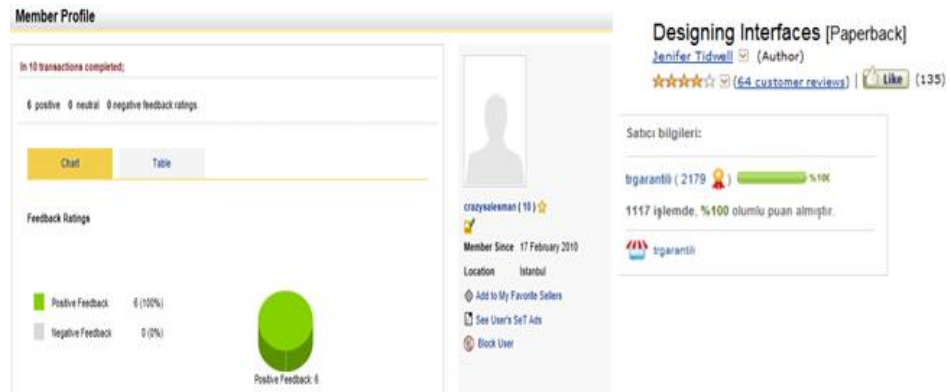 Member Profile
In 10 transactions completed;
6 positive 0 neutral 0 negative feedback ratings.
Chart Table
Feedback Ratings
Positive Feedback 6 (100%)
Negative Feedback 0 (0%)
Positive Feedback: 6
crazysalesman ( 10 )
Member Since 17 February 2010
Location Istanbul
Add to My Favorite Sellers
See User's SeT Ads
Block User
Designing Interfaces [Paperback]
Jenifer Tidwell (Author)
(64 customer reviews) | Like (135)
Satıcı bilgileri:
trgarantili ( 2179 ) %100
1117 işlemde, %100 olumlu puan almıştır.
trgarantili